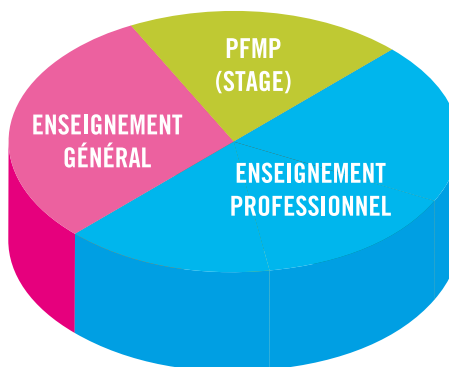 PFMP
(STAGE)
ENSEIGNEMENT
GÉNÉRAL
ENSEIGNEMENT
PROFESSIONNEL